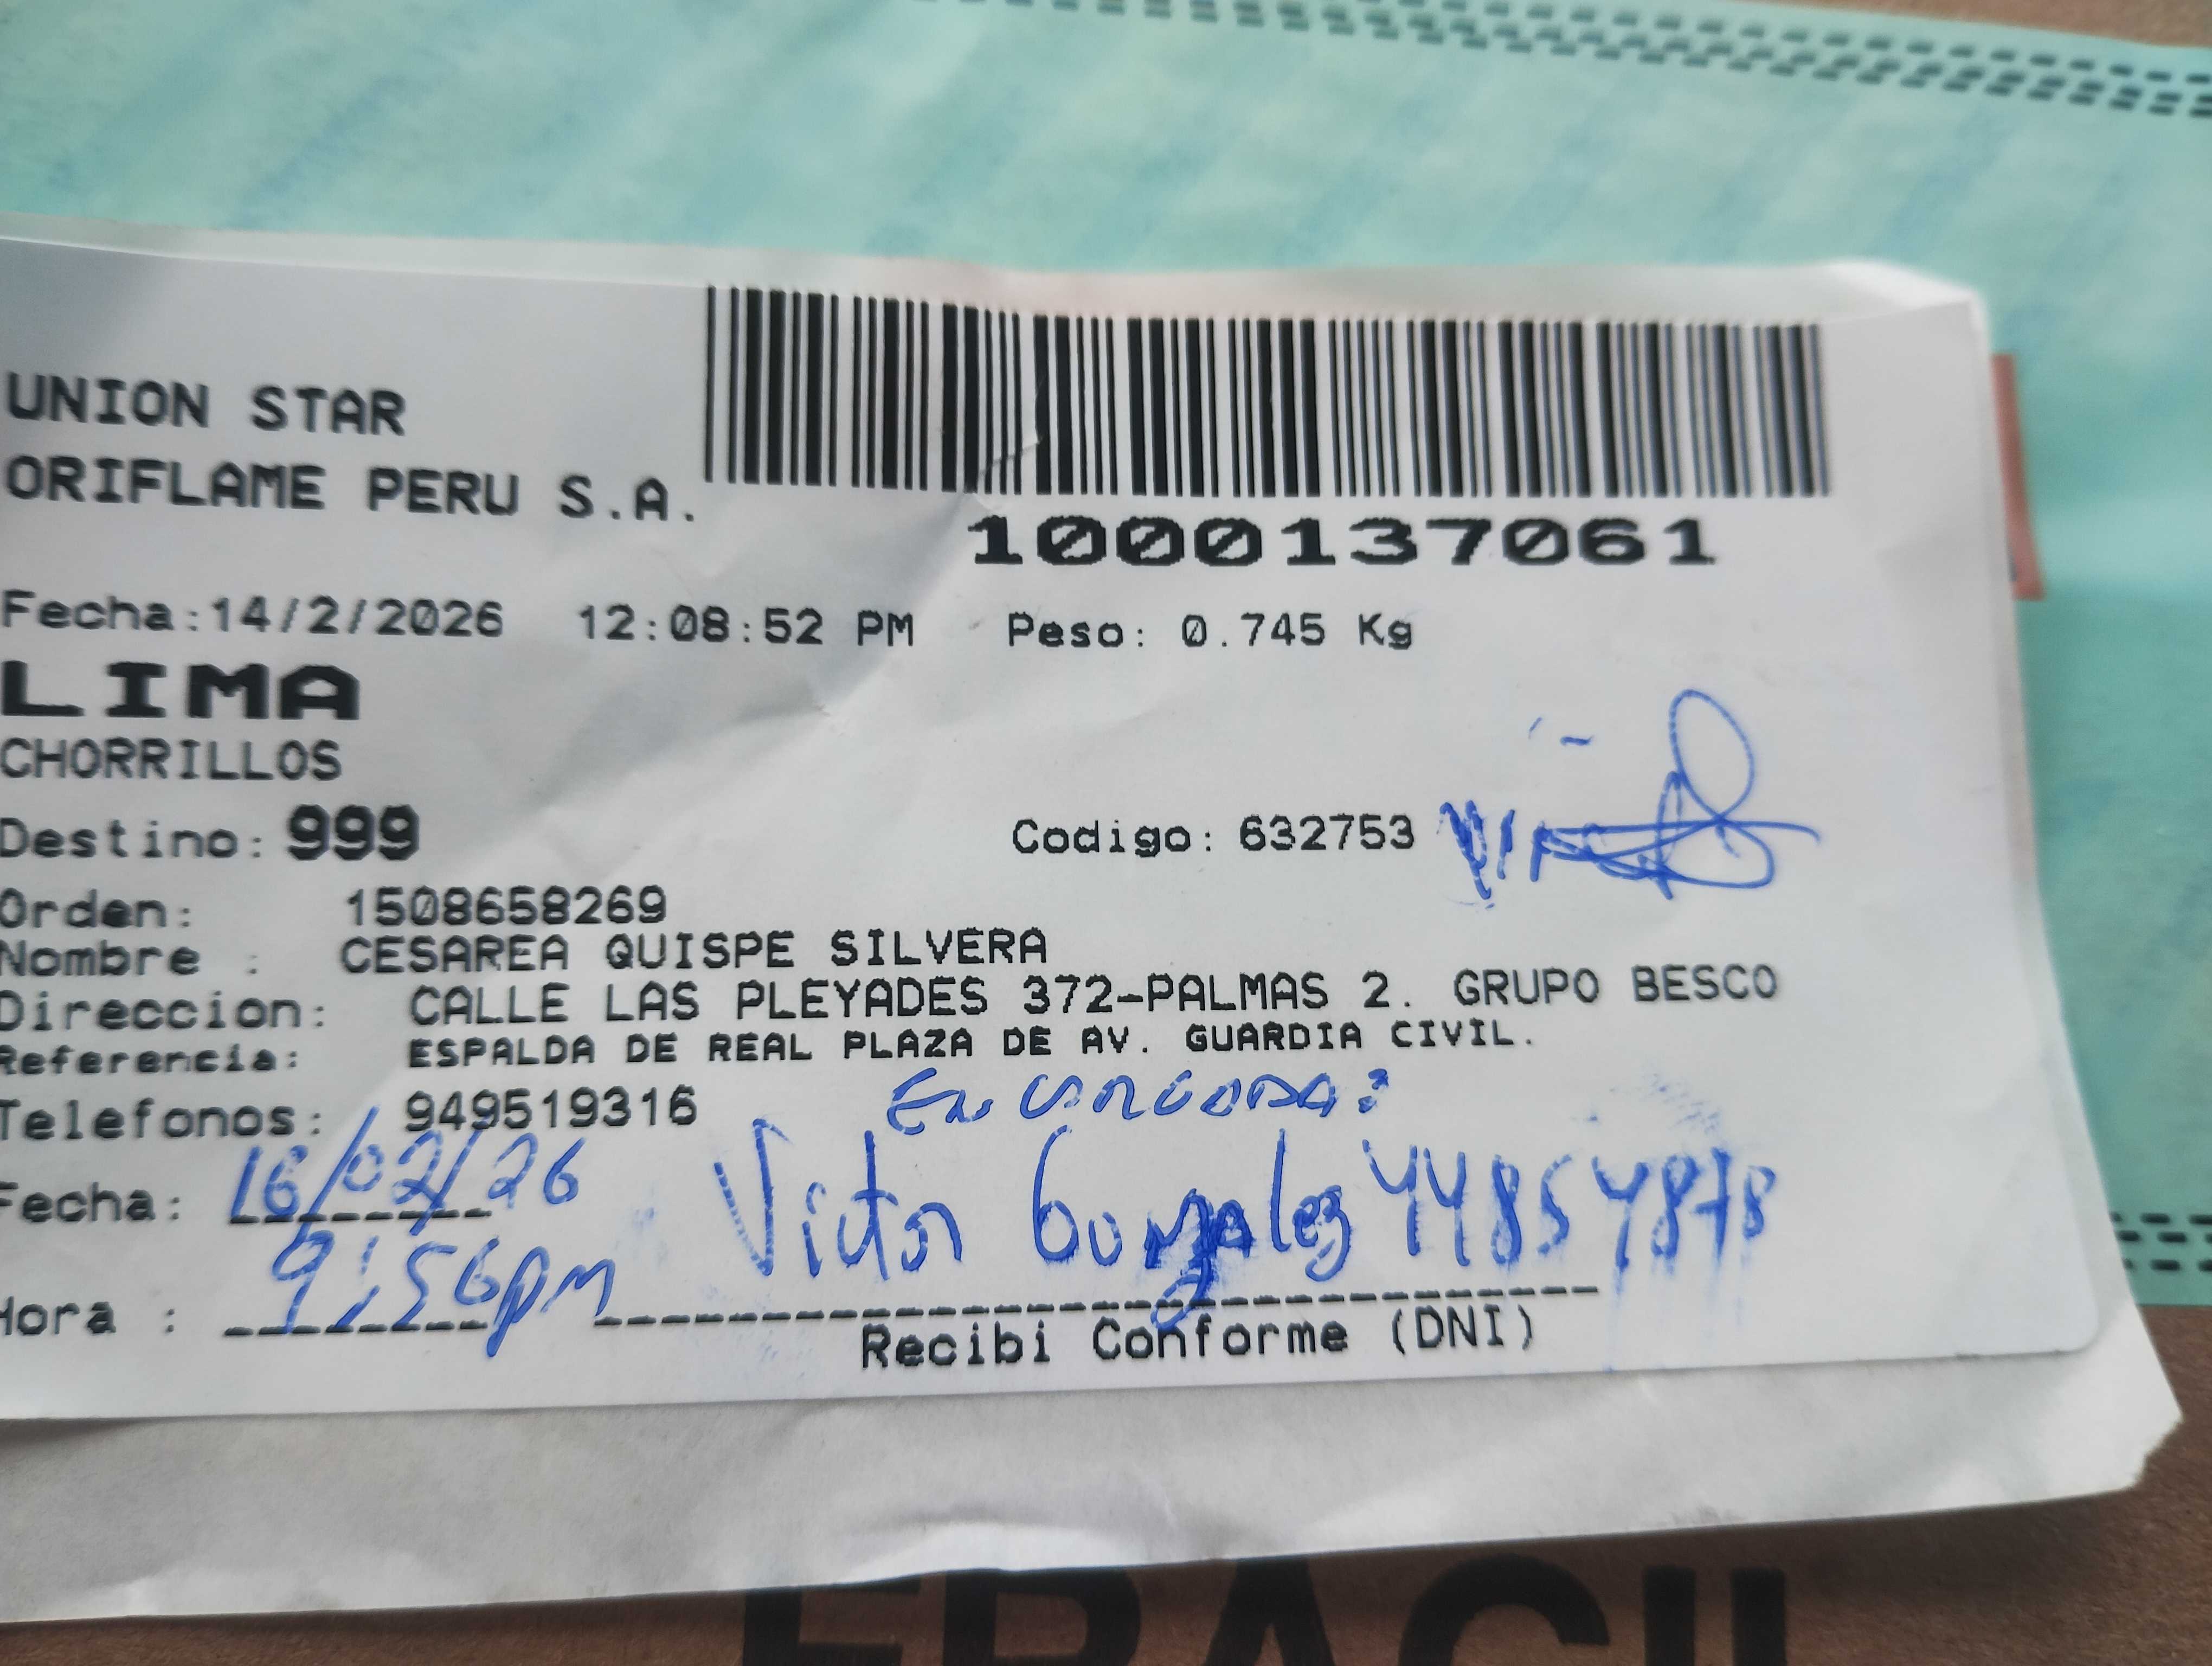 UNION STAR
ORIFLAME PERU S.A.
1000137061
Fecha:14/2/2026 12:08:52 PM Peso: 0.745 Kg
LIMA
CHORRILLOS
Destino: 999 Codigo: 632753
Orden: 1508658269
Nombre : CESAREA QUISPE SILVERA
Direccion: CALLE LAS PLEYADES 372-PALMAS 2. GRUPO BESCO
Referencia: ESPALDA DE REAL PLAZA DE AV. GUARDIA CIVIL.
Telefonos: 949519316
Fecha: 16/02/26 Victor Gonzalez
Hora : 9:56pm
Recibi Conforme (DNI)